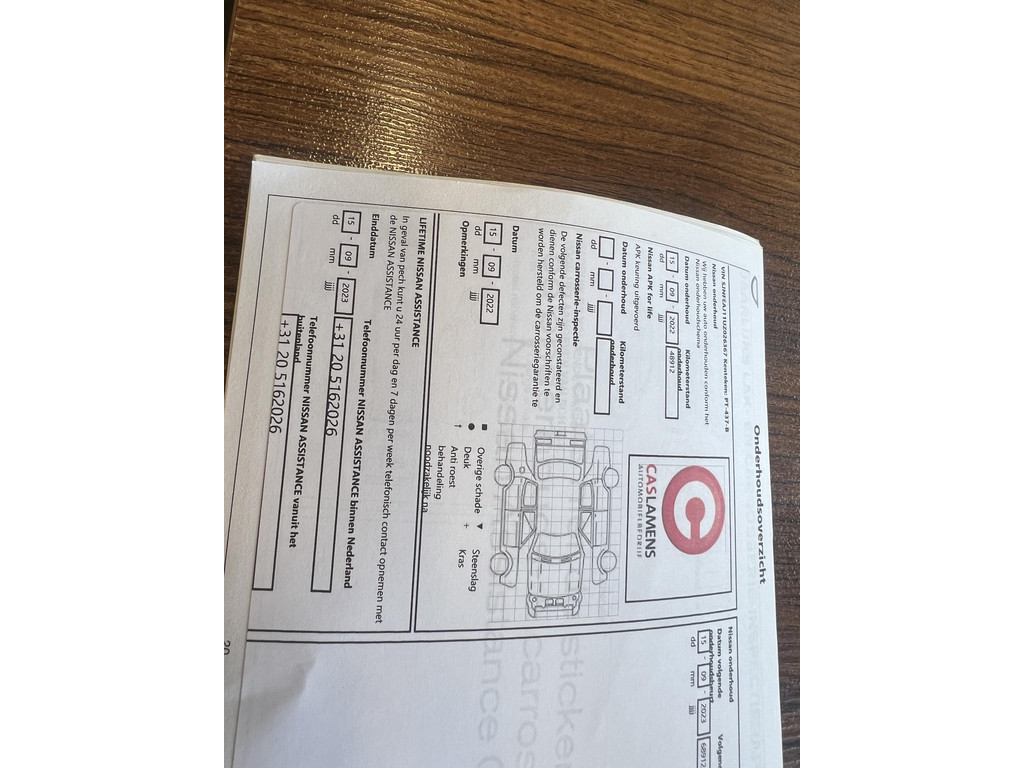 Onderhoudsoverzicht
VIN SJNFEAJ11U2026367 Kenteken: PT-437-B
Nissan onderhoud
Wij hebben uw auto onderhouden conform het
Nissan onderhoudschema
Datum onderhoud Kilometerstand
onderhoud
15 - 09 - 2022 48912
dd mm jjjj
Nissan APK for life
APK keuring uitgevoerd
Datum onderhoud Kilometerstand
onderhoud
- -
dd mm jjjj
CASLAMENS
AUTOMOBIELBEDRIJF
Nissan carrosserie-inspectie
De volgende defecten zijn geconstateerd en
dienen conform de Nissan voorschriften te
worden hersteld om de carrosseriegarantie te
Datum
15 - 09 - 2022
dd mm jjjj
Opmerkingen
■ Overige schade ▼ Steenslag
● Deuk + Kras
↑ Anti roest
behandeling
noodzakelijk na
LIFETIME NISSAN ASSISTANCE
In geval van pech kunt u 24 uur per dag en 7 dagen per week telefonisch contact opnemen met
de NISSAN ASSISTANCE
Einddatum
15 - 09 - 2023
dd mm jjjj
Telefoonnummer NISSAN ASSISTANCE binnen Nederland
+31 20 5162026
Telefoonnummer NISSAN ASSISTANCE vanuit het
buitenland
+31 20 5162026
Nissan onderhoud
Datum volgende
onderhoudsbeurt
15 - 09 - 2023 68912
dd mm jjjj
20